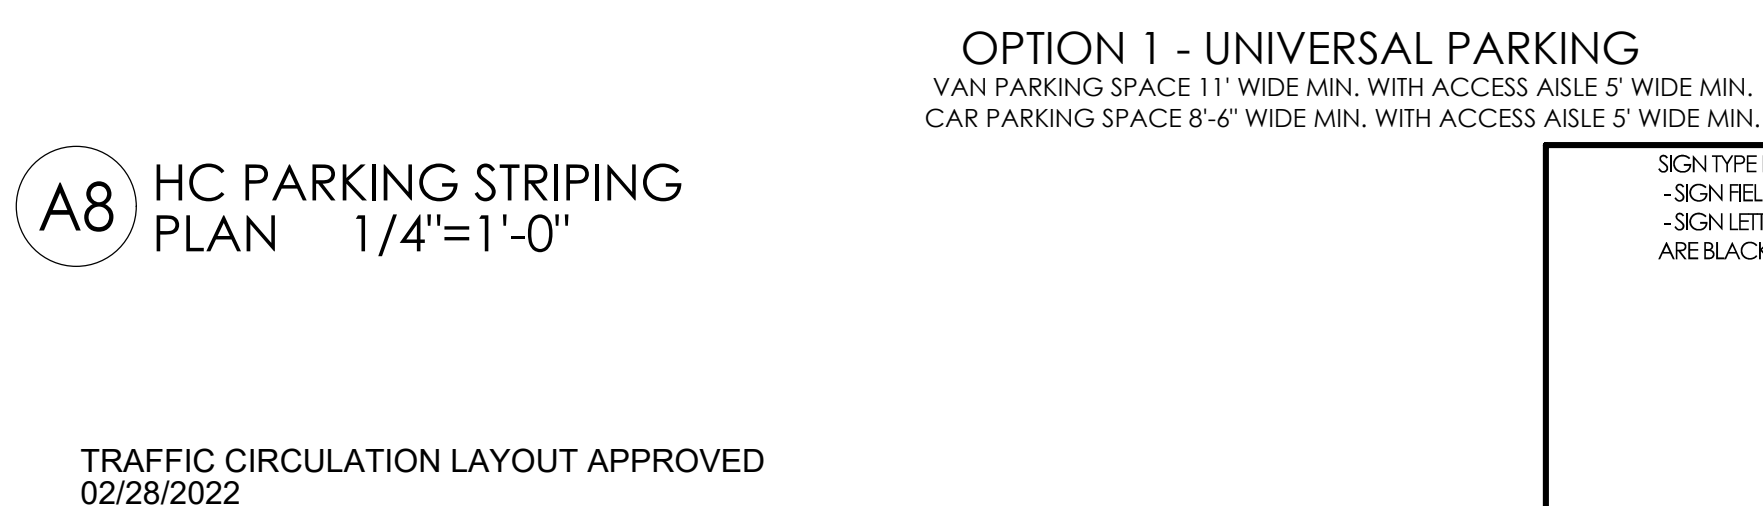 OPTION 1 - UNIVERSAL PARKING
VAN PARKING SPACE 11' WIDE MIN. WITH ACCESS AISLE 5' WIDE MIN.
CAR PARKING SPACE 8'-6" WIDE MIN. WITH ACCESS AISLE 5' WIDE MIN.
A8
HC PARKING STRIPING
PLAN 1/4"=1'-0"
SIGN TYPE
- SIGN
- SIGN
ARE
TRAFFIC CIRCULATION LAYOUT APPROVED
02/28/2022